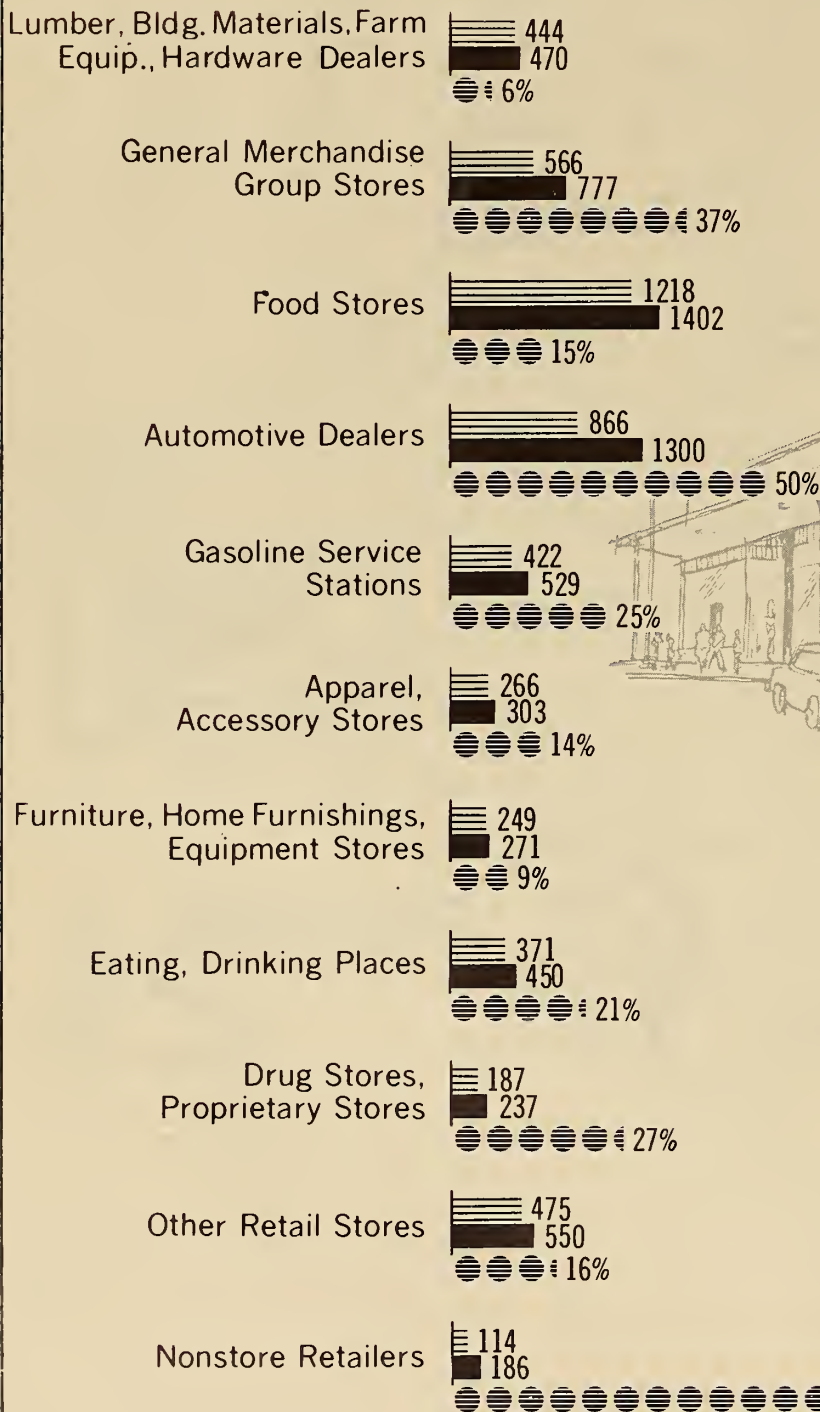 Lumber, Bldg. Materials, Farm
Equip., Hardware Dealers
444
470
6%
General Merchandise
Group Stores
566
777
37%
Food Stores
1218
1402
15%
Automotive Dealers
866
1300
50%
Gasoline Service
Stations
422
529
25%
Apparel,
Accessory Stores
266
303
14%
Furniture, Home Furnishings,
Equipment Stores
249
271
9%
Eating, Drinking Places
371
450
21%
Drug Stores,
Proprietary Stores
187
237
27%
Other Retail Stores
475
550
16%
Nonstore Retailers
114
186